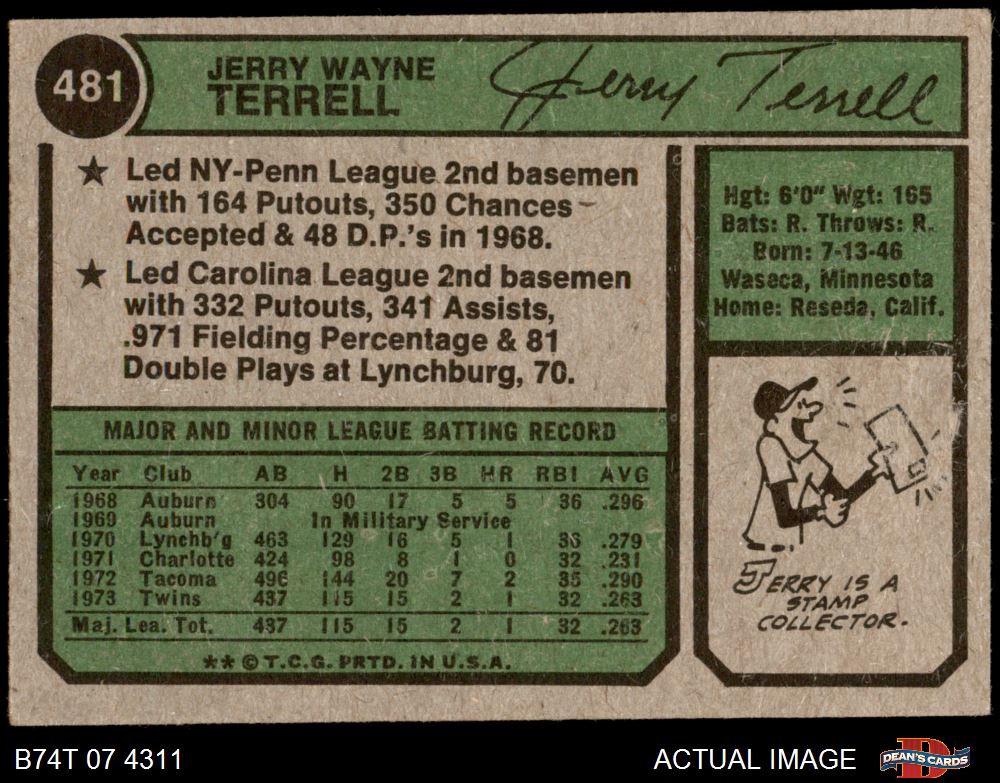 481
JERRY WAYNE
TERRELL
Jerry Terrell
★ Led NY-Penn League 2nd basemen
with 164 Putouts, 350 Chances
Accepted & 48 D.P.'s in 1968.
★ Led Carolina League 2nd basemen
with 332 Putouts, 341 Assists,
.971 Fielding Percentage & 81
Double Plays at Lynchburg, 70.
Hgt: 6'0" Wgt: 165
Bats: R. Throws: R.
Born: 7-13-46
Waseca, Minnesota
Home: Reseda, Calif.
MAJOR AND MINOR LEAGUE BATTING RECORD
Year Club AB H 2B 3B HR RBI AVG
1968 Auburn 304 90 17 5 5 36 .296
1969 Auburn In Military Service
1970 Lynchb'g 463 129 16 5 1 33 .279
1971 Charlotte 424 98 8 1 0 32 .231
1972 Tacoma 496 144 20 7 2 35 .290
1973 Twins 437 115 15 2 1 32 .263
Maj. Lea. Tot. 437 115 15 2 1 32 .263
** © T.C.G. PRTD. IN U.S.A.
JERRY IS A
STAMP
COLLECTOR.
B74T 07 4311
ACTUAL IMAGE
DEAN'S CARDS